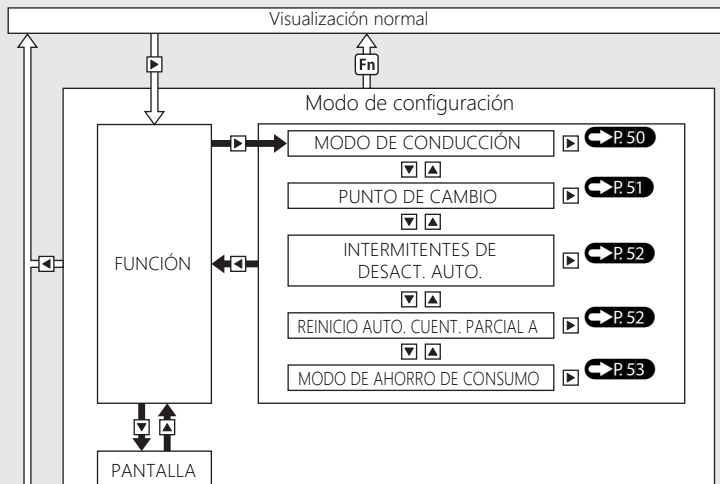 Visualización normal
Fn
Modo de configuración
MODO DE CONDUCCIÓN
P. 50
PUNTO DE CAMBIO
P. 51
FUNCIÓN
INTERMITENTES DE
DESACT. AUTO.
P. 52
REINICIO AUTO. CUENT. PARCIAL A
P. 52
MODO DE AHORRO DE CONSUMO
P. 53
PANTALLA